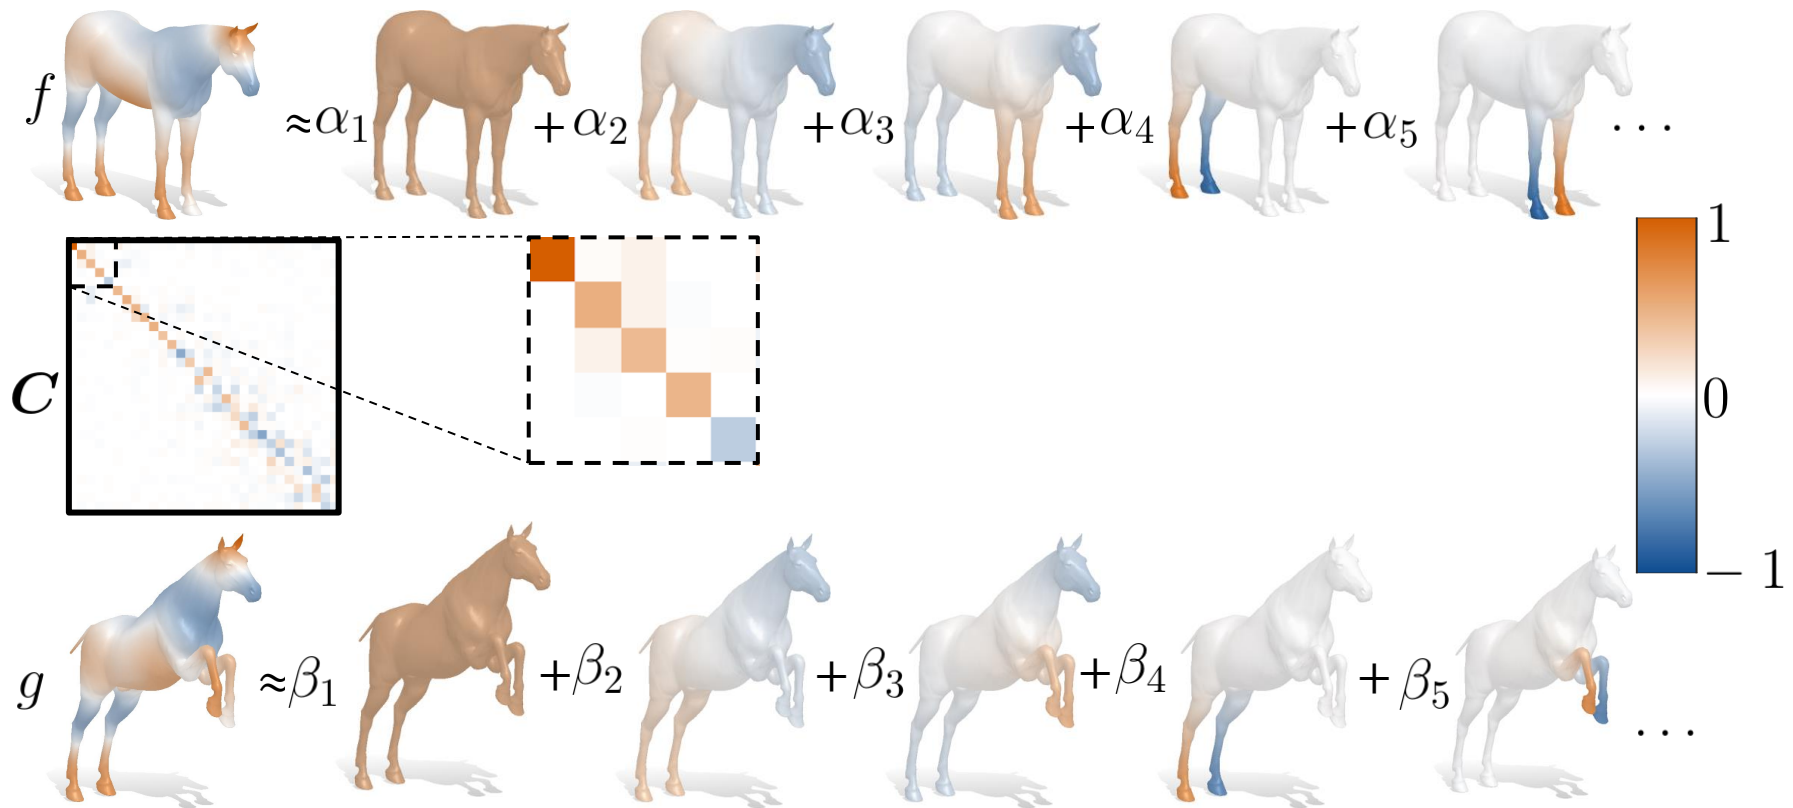 f ≈α₁ +α₂ +α₃ +α₄ +α₅ ···
1
C
0
−1
g ≈β₁ +β₂ +β₃ +β₄ +β₅ ···